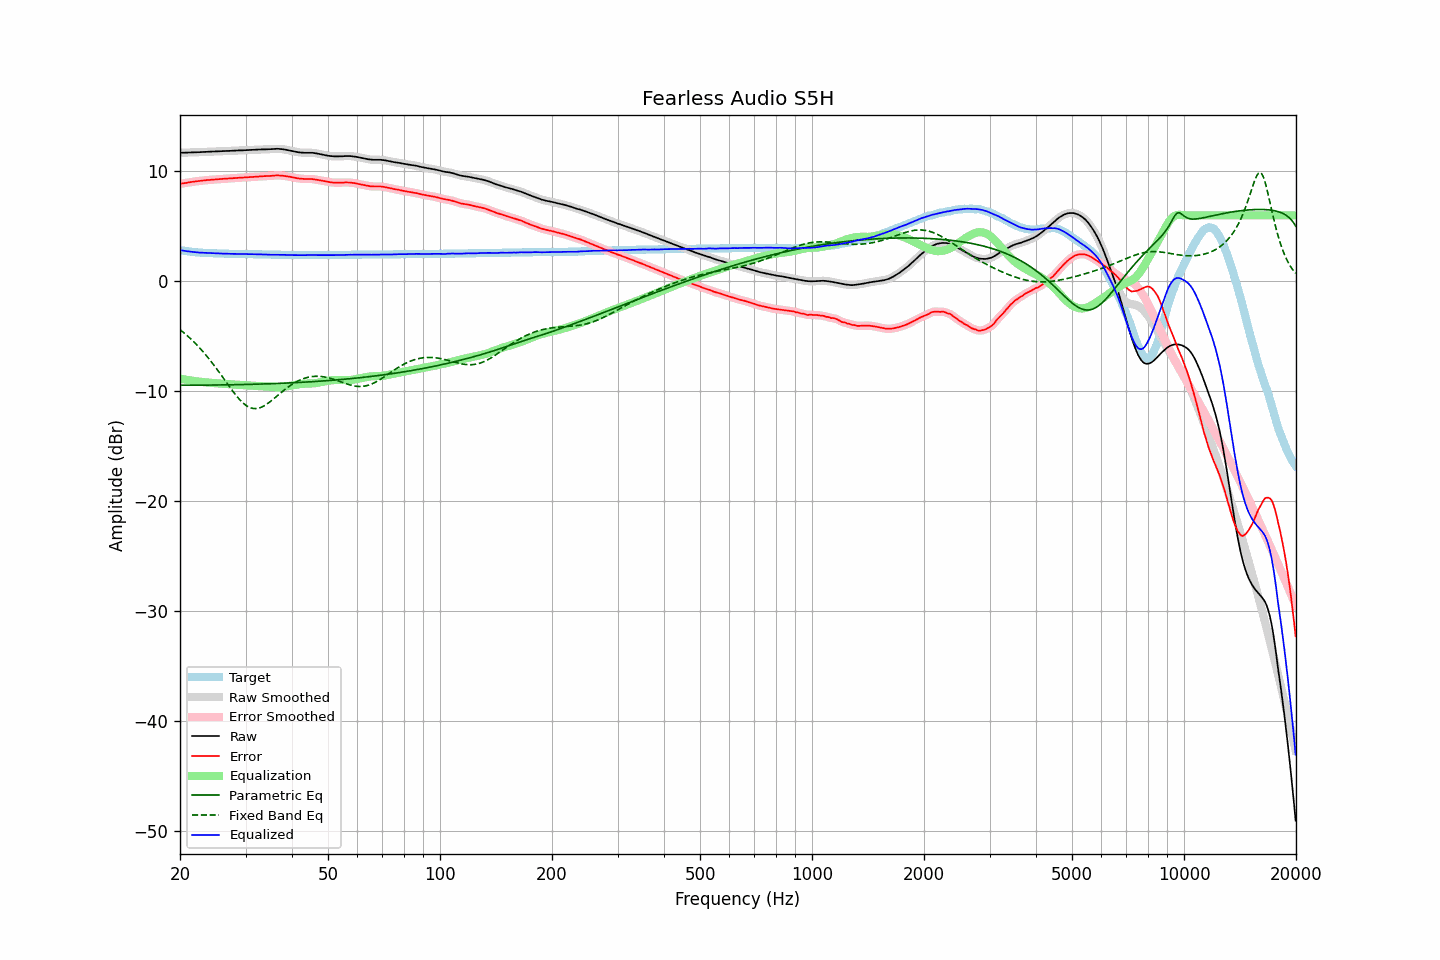 Fearless Audio S5H
Amplitude (dBr)
10
0
−10
−20
−30
−40
−50
Target
Raw Smoothed
Error Smoothed
Raw
Error
Equalization
Parametric Eq
Fixed Band Eq
Equalized
20 50 100 200 500 1000 2000 5000 10000 20000
Frequency (Hz)